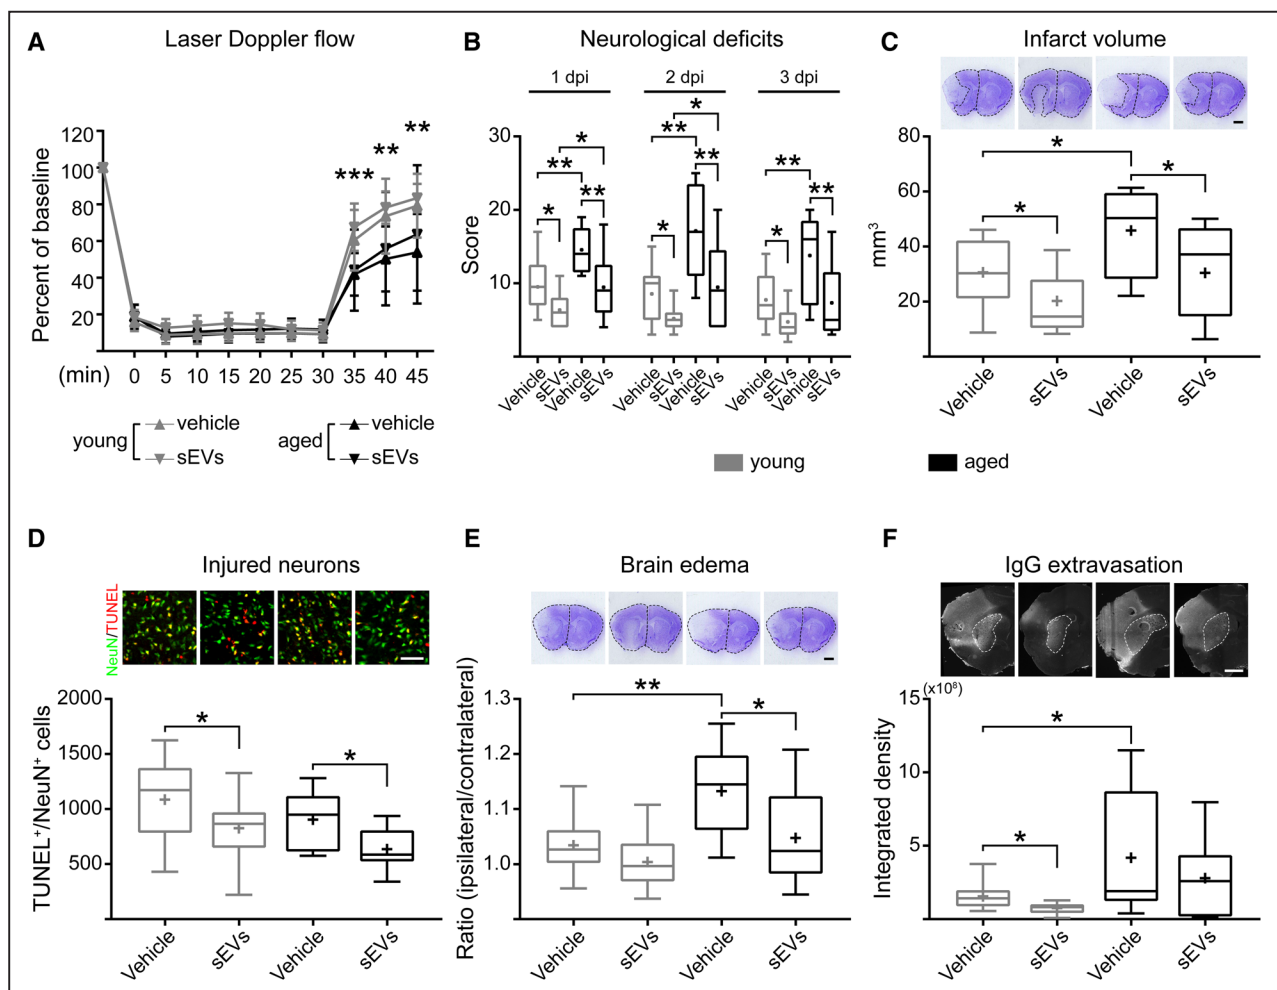 A Laser Doppler flow
Percent of baseline
120
100
80
60
40
20
*** ** **
(min) 0 5 10 15 20 25 30 35 40 45
young vehicle
sEVs
aged vehicle
sEVs
B Neurological deficits
1 dpi 2 dpi 3 dpi
Score
30
20
10
* ** * **
* ** * **
* ** **
Vehicle sEVs Vehicle sEVs Vehicle sEVs Vehicle sEVs Vehicle sEVs Vehicle sEVs
C Infarct volume
mm³
80
60
40
20
* * *
Vehicle sEVs Vehicle sEVs
young aged
D Injured neurons
NeuN/TUNEL
TUNEL⁺/NeuN⁺ cells
2000
1500
1000
500
* *
Vehicle sEVs Vehicle sEVs
E Brain edema
Ratio (ipsilateral/contralateral)
1.3
1.2
1.1
1.0
** *
Vehicle sEVs Vehicle sEVs
F IgG extravasation
(x10⁸)
Integrated density
15
10
5
* *
Vehicle sEVs Vehicle sEVs